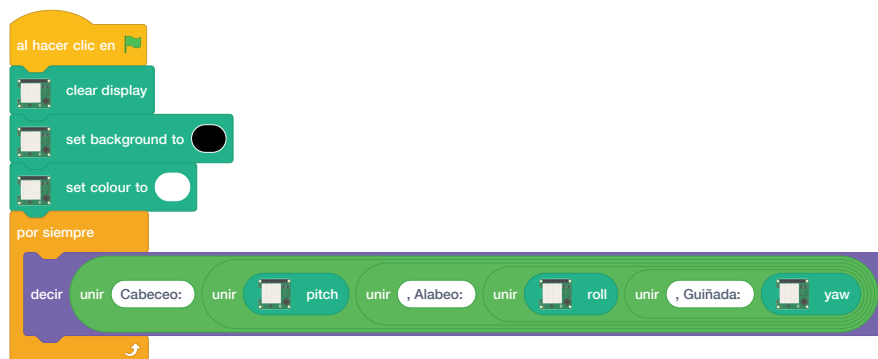 al hacer clic en
clear display
set background to
set colour to
por siempre
decir unir Cabeceo: unir pitch unir , Alabeo: unir roll unir , Guiñada: yaw